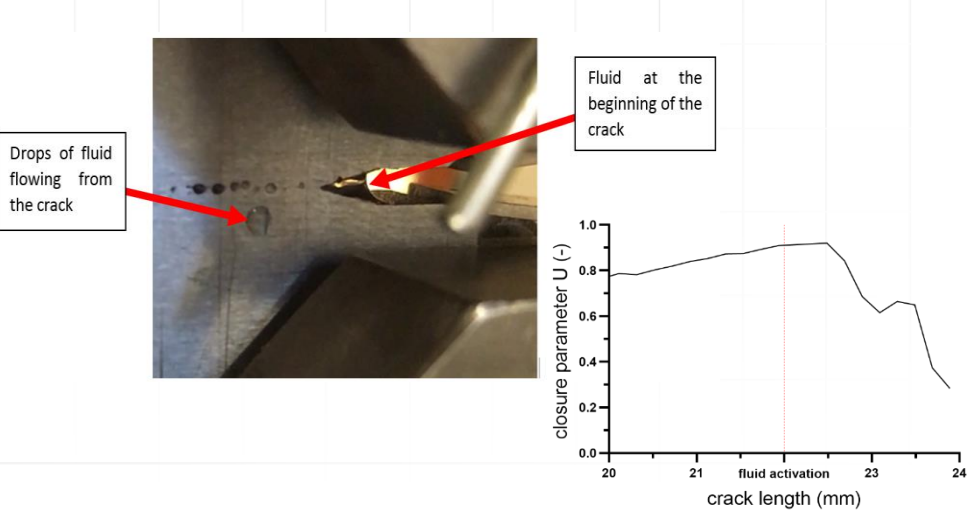 Drops of fluid
flowing from
the crack
Fluid at the
beginning of the
crack
closure parameter U (-)
1.0
0.8
0.6
0.4
0.2
0.0
20
21
fluid activation
23
24
crack length (mm)